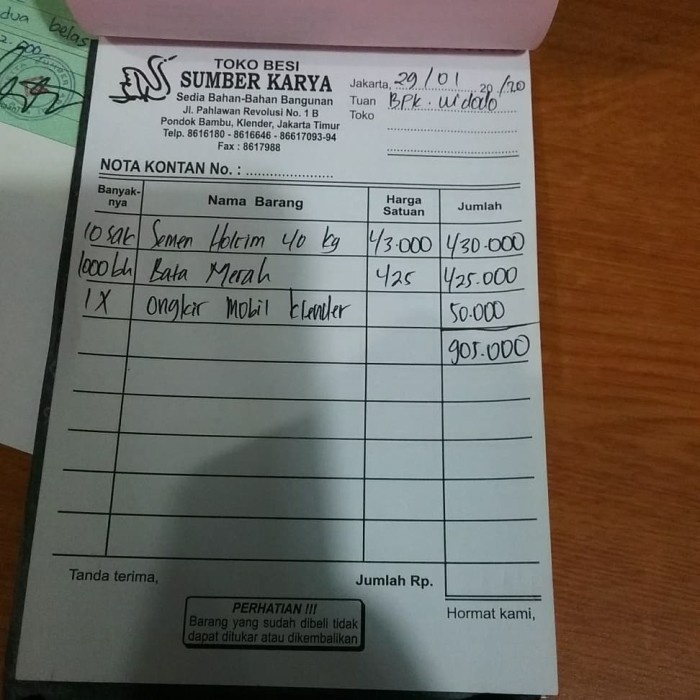 dua belas
TOKO BESI
SUMBER KARYA
Sedia Bahan-Bahan Bangunan
Jl. Pahlawan Revolusi No. 1 B
Pondok Bambu, Klender, Jakarta Timur
Telp. 8616180 - 8616646 - 86617093-94
Fax : 8617988
Jakarta, 29/01 20 /20
Tuan BPK. Widodo
Toko
NOTA KONTAN No. :
Banyak-nya Nama Barang Harga Satuan Jumlah
10 sak Semen Holcim 40 kg 43.000 430.000
1000 bh Bata Merah 425 425.000
1X ongkir Mobil klender 50.000
905.000
Tanda terima, Jumlah Rp.
PERHATIAN !!!
Barang yang sudah dibeli tidak
dapat ditukar atau dikembalikan
Hormat kami,